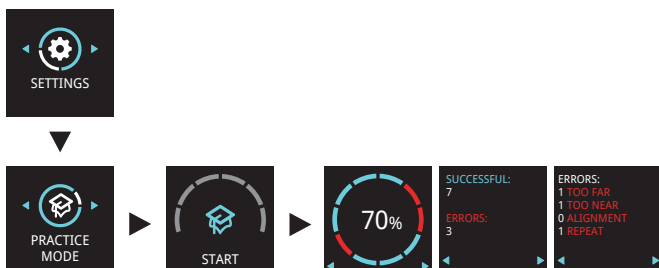 SETTINGS
PRACTICE
MODE
START
70%
SUCCESSFUL:
7
ERRORS:
3
ERRORS:
1 TOO FAR
1 TOO NEAR
0 ALIGNMENT
1 REPEAT